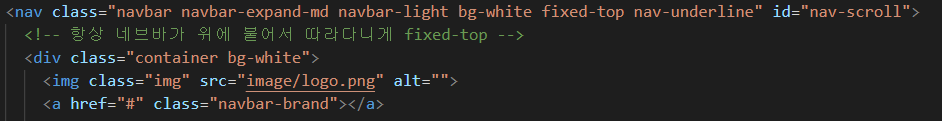 <nav class="navbar navbar-expand-md navbar-light bg-white fixed-top nav-underline" id="nav-scroll">
<!-- 항상 네브바가 위에 붙어서 따라다니게 fixed-top -->
<div class="container bg-white">
<img class="img" src="image/logo.png" alt="">
<a href="#" class="navbar-brand"></a>